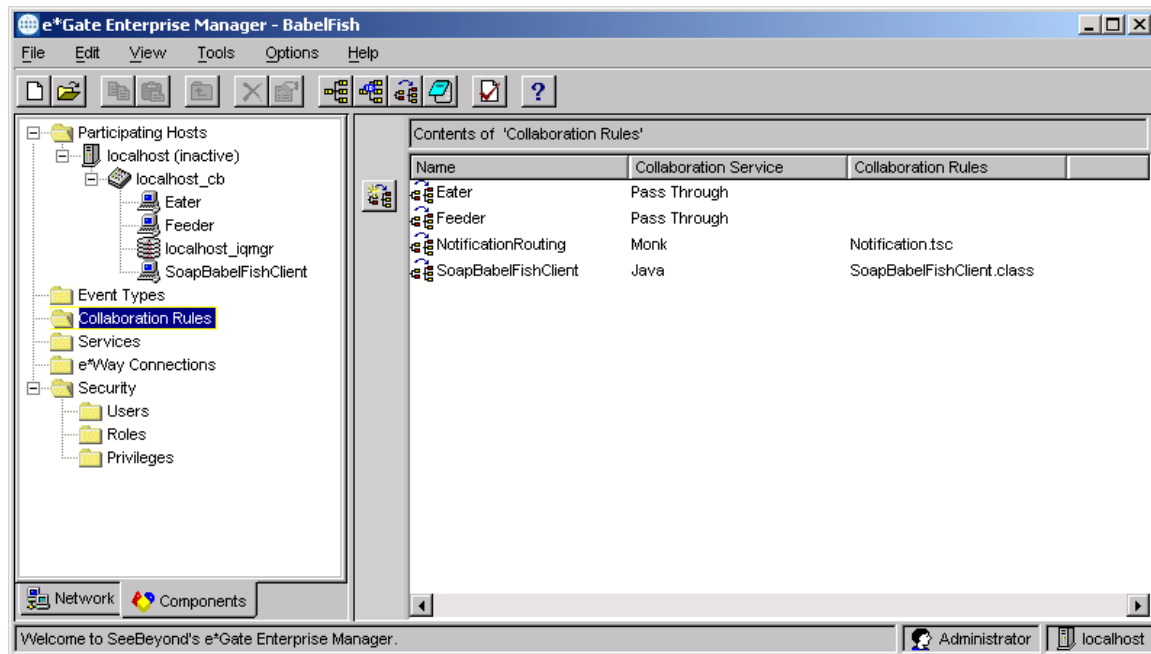 e*Gate Enterprise Manager - BabelFish
File Edit View Tools Options Help
?
Participating Hosts
localhost (inactive)
localhost_cb
Eater
Feeder
localhost_iqmgr
SoapBabelFishClient
Event Types
Collaboration Rules
Services
e*Way Connections
Security
Users
Roles
Privileges
Network Components
Contents of 'Collaboration Rules'
Name Collaboration Service Collaboration Rules
Eater Pass Through
Feeder Pass Through
NotificationRouting Monk Notification.tsc
SoapBabelFishClient Java SoapBabelFishClient.class
Welcome to SeeBeyond's e*Gate Enterprise Manager. Administrator localhost